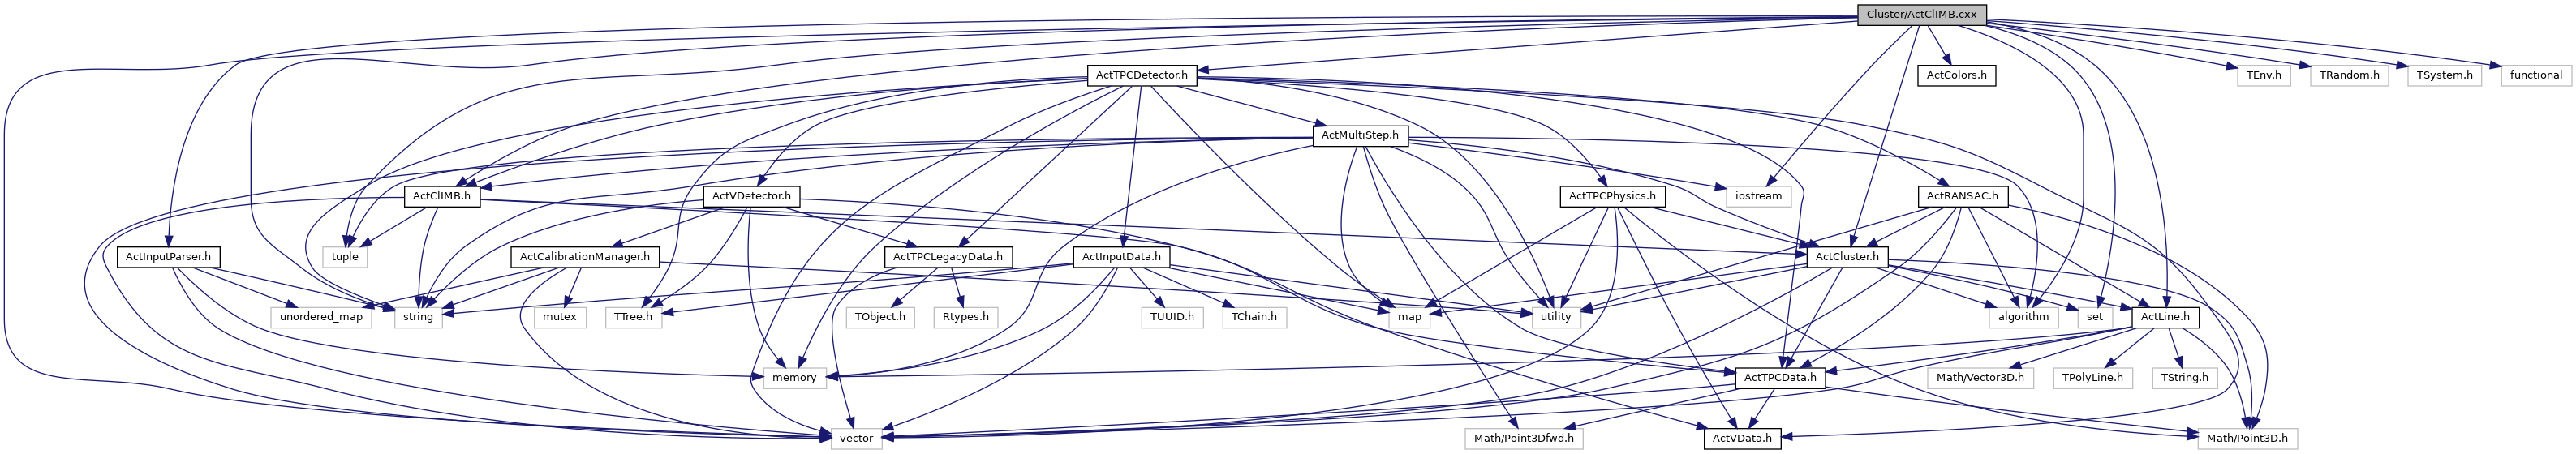 Cluster/ActClIMB.cxx
ActTPCDetector.h
ActColors.h
TEnv.h
TRandom.h
TSystem.h
functional
ActMultiStep.h
ActClIMB.h
ActVDetector.h
ActTPCPhysics.h
iostream
ActRANSAC.h
ActInputParser.h
tuple
ActCalibrationManager.h
ActTPCLegacyData.h
ActInputData.h
ActCluster.h
unordered_map
string
mutex
TTree.h
TObject.h
Rtypes.h
TUUID.h
TChain.h
map
utility
algorithm
set
ActLine.h
memory
ActTPCData.h
Math/Vector3D.h
TPolyLine.h
TString.h
vector
Math/Point3Dfwd.h
ActVData.h
Math/Point3D.h